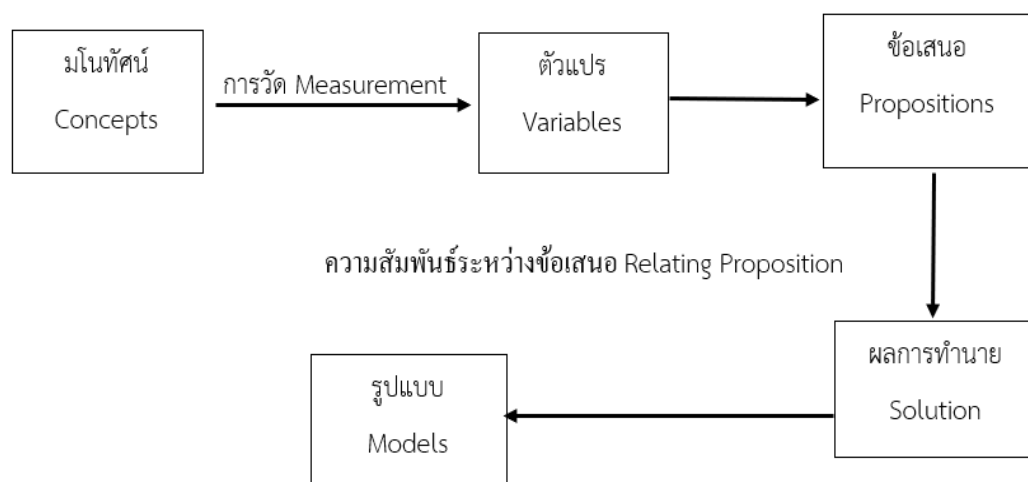 มโนทัศน์
Concepts
การวัด Measurement
ตัวแปร
Variables
ข้อเสนอ
Propositions
ความสัมพันธ์ระหว่างข้อเสนอ Relating Proposition
ผลการทำนาย
Solution
รูปแบบ
Models